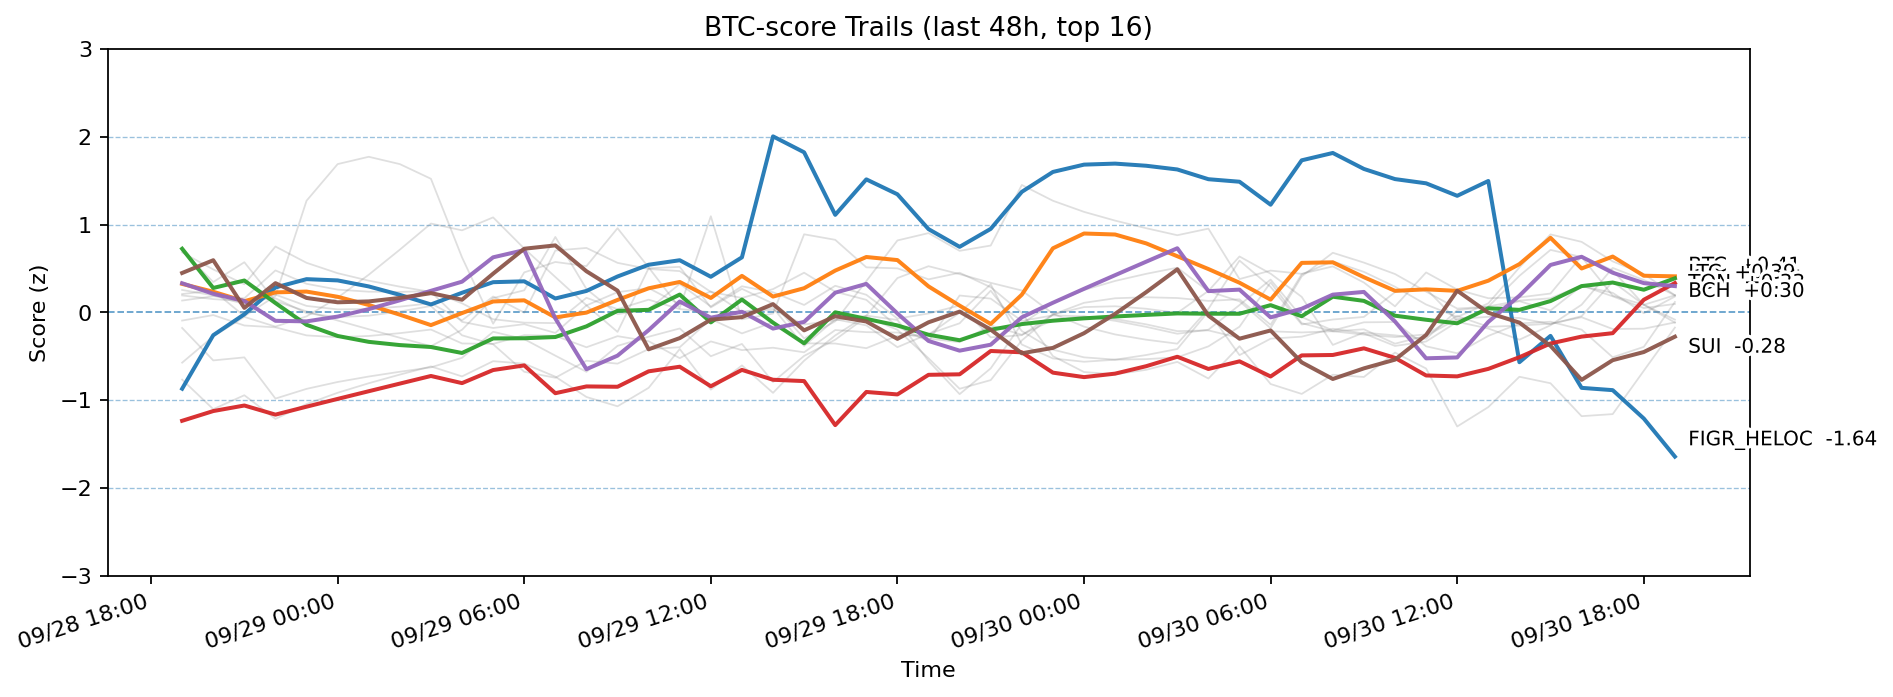 BTC-score Trails (last 48h, top 16)
Score (z)
3
2
1
0
−1
−2
−3
BTC +0.41
BCH +0.30
SUI -0.28
FIGR_HELOC -1.64
09/28 18:00
09/29 00:00
09/29 06:00
09/29 12:00
09/29 18:00
09/30 00:00
09/30 06:00
09/30 12:00
09/30 18:00
Time